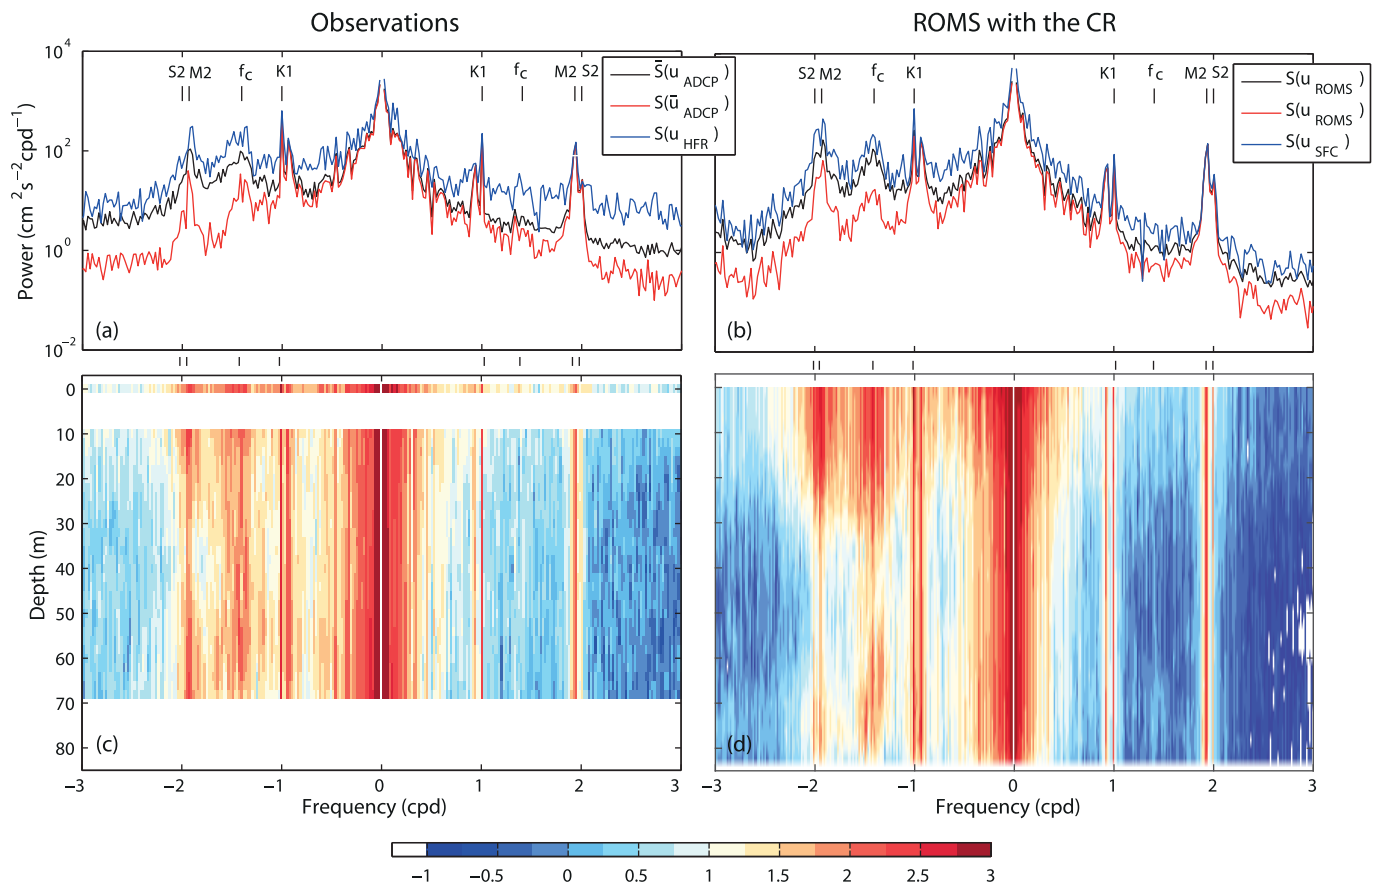 Observations
ROMS with the CR
10⁴
10²
10⁰
10⁻²
Power (cm² s⁻² cpd⁻¹)
S2 M2 f_c K1 K1 f_c M2 S2
S̄(u_ADCP)
S(ū_ADCP)
S(u_HFR)
(a)
S2 M2 f_c K1 K1 f_c M2 S2
S(u_ROMS)
S(u_ROMS)
S(u_SFC)
(b)
0
10
20
30
40
50
60
70
80
Depth (m)
(c)
(d)
−3 −2 −1 0 1 2 3
Frequency (cpd)
−3 −2 −1 0 1 2 3
Frequency (cpd)
−1 −0.5 0 0.5 1 1.5 2 2.5 3